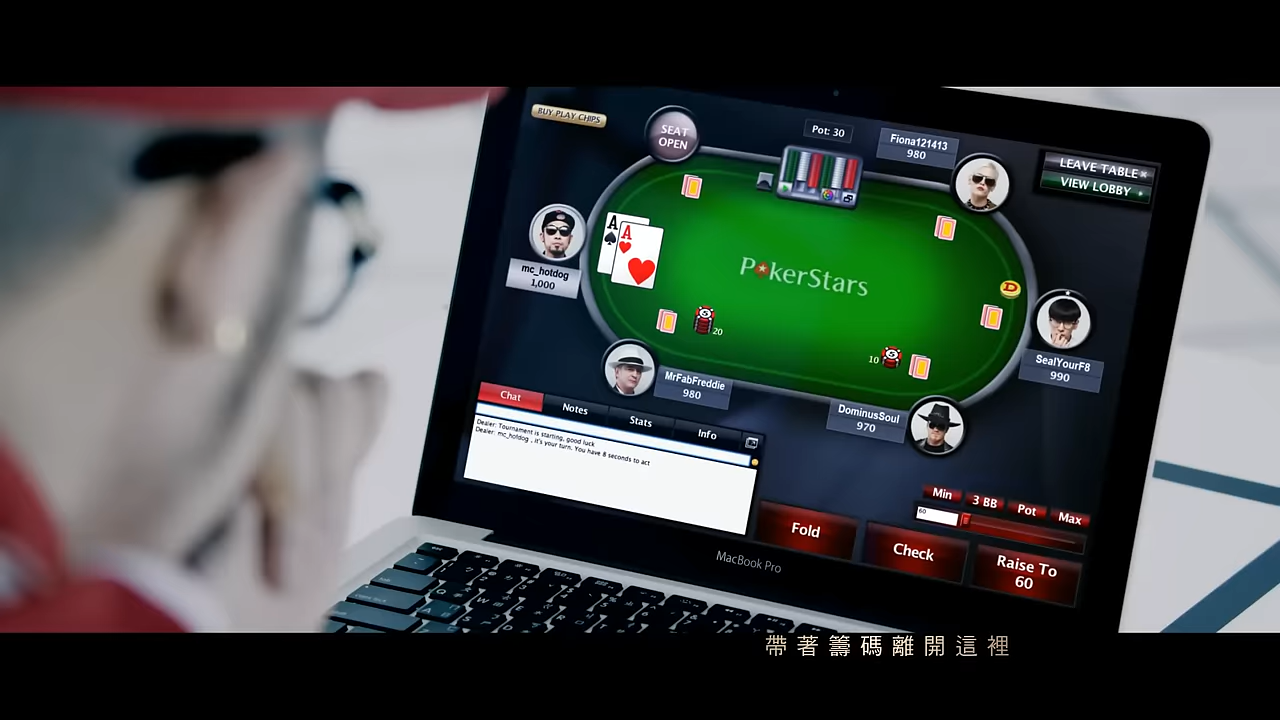 BUY PLAY CHIPS
SEAT OPEN
Pot: 30
Fiona121413
980
LEAVE TABLE
VIEW LOBBY
A
A
mc_hotdog
1,000
PokerStars
D
20
10
SealYourF8
990
MrFabFreddie
980
DominusSoul
970
Chat
Notes
Stats
Info
Dealer: Tournament is starting, good luck
Dealer: mc_hotdog , it's your turn. You have 8 seconds to act
Min
3 BB
Pot
Max
60
Fold
Check
Raise To
60
MacBook Pro
帶著籌碼離開這裡